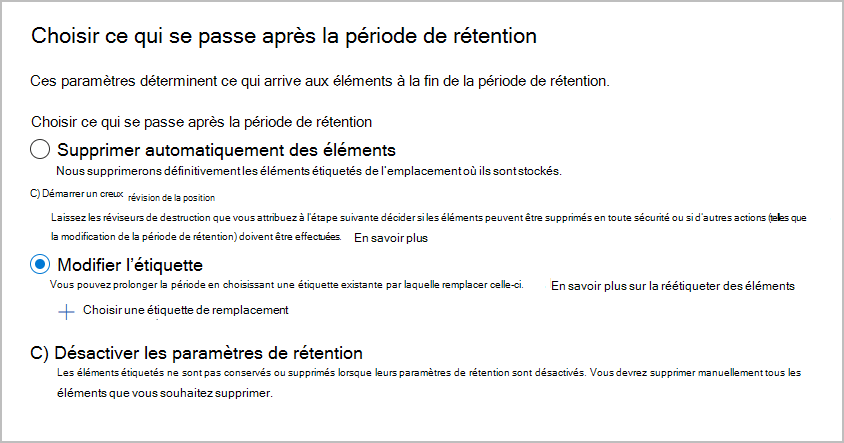 Choisir ce qui se passe après la période de rétention
Ces paramètres déterminent ce qui arrive aux éléments à la fin de la période de rétention.
Choisir ce qui se passe après la période de rétention
Supprimer automatiquement des éléments
Nous supprimerons définitivement les éléments étiquetés de l'emplacement où ils sont stockés.
C) Démarrer un creux révision de la position
Laissez les réviseurs de destruction que vous attribuez à l'étape suivante décider si les éléments peuvent être supprimés en toute sécurité ou si d'autres actions (telles que
la modification de la période de rétention) doivent être effectuées. En savoir plus
Modifier l'étiquette
Vous pouvez prolonger la période en choisissant une étiquette existante par laquelle remplacer celle-ci. En savoir plus sur la réétiqueter des éléments
+ Choisir une étiquette de remplacement
C) Désactiver les paramètres de rétention
Les éléments étiquetés ne sont pas conservés ou supprimés lorsque leurs paramètres de rétention sont désactivés. Vous devrez supprimer manuellement tous les
éléments que vous souhaitez supprimer.